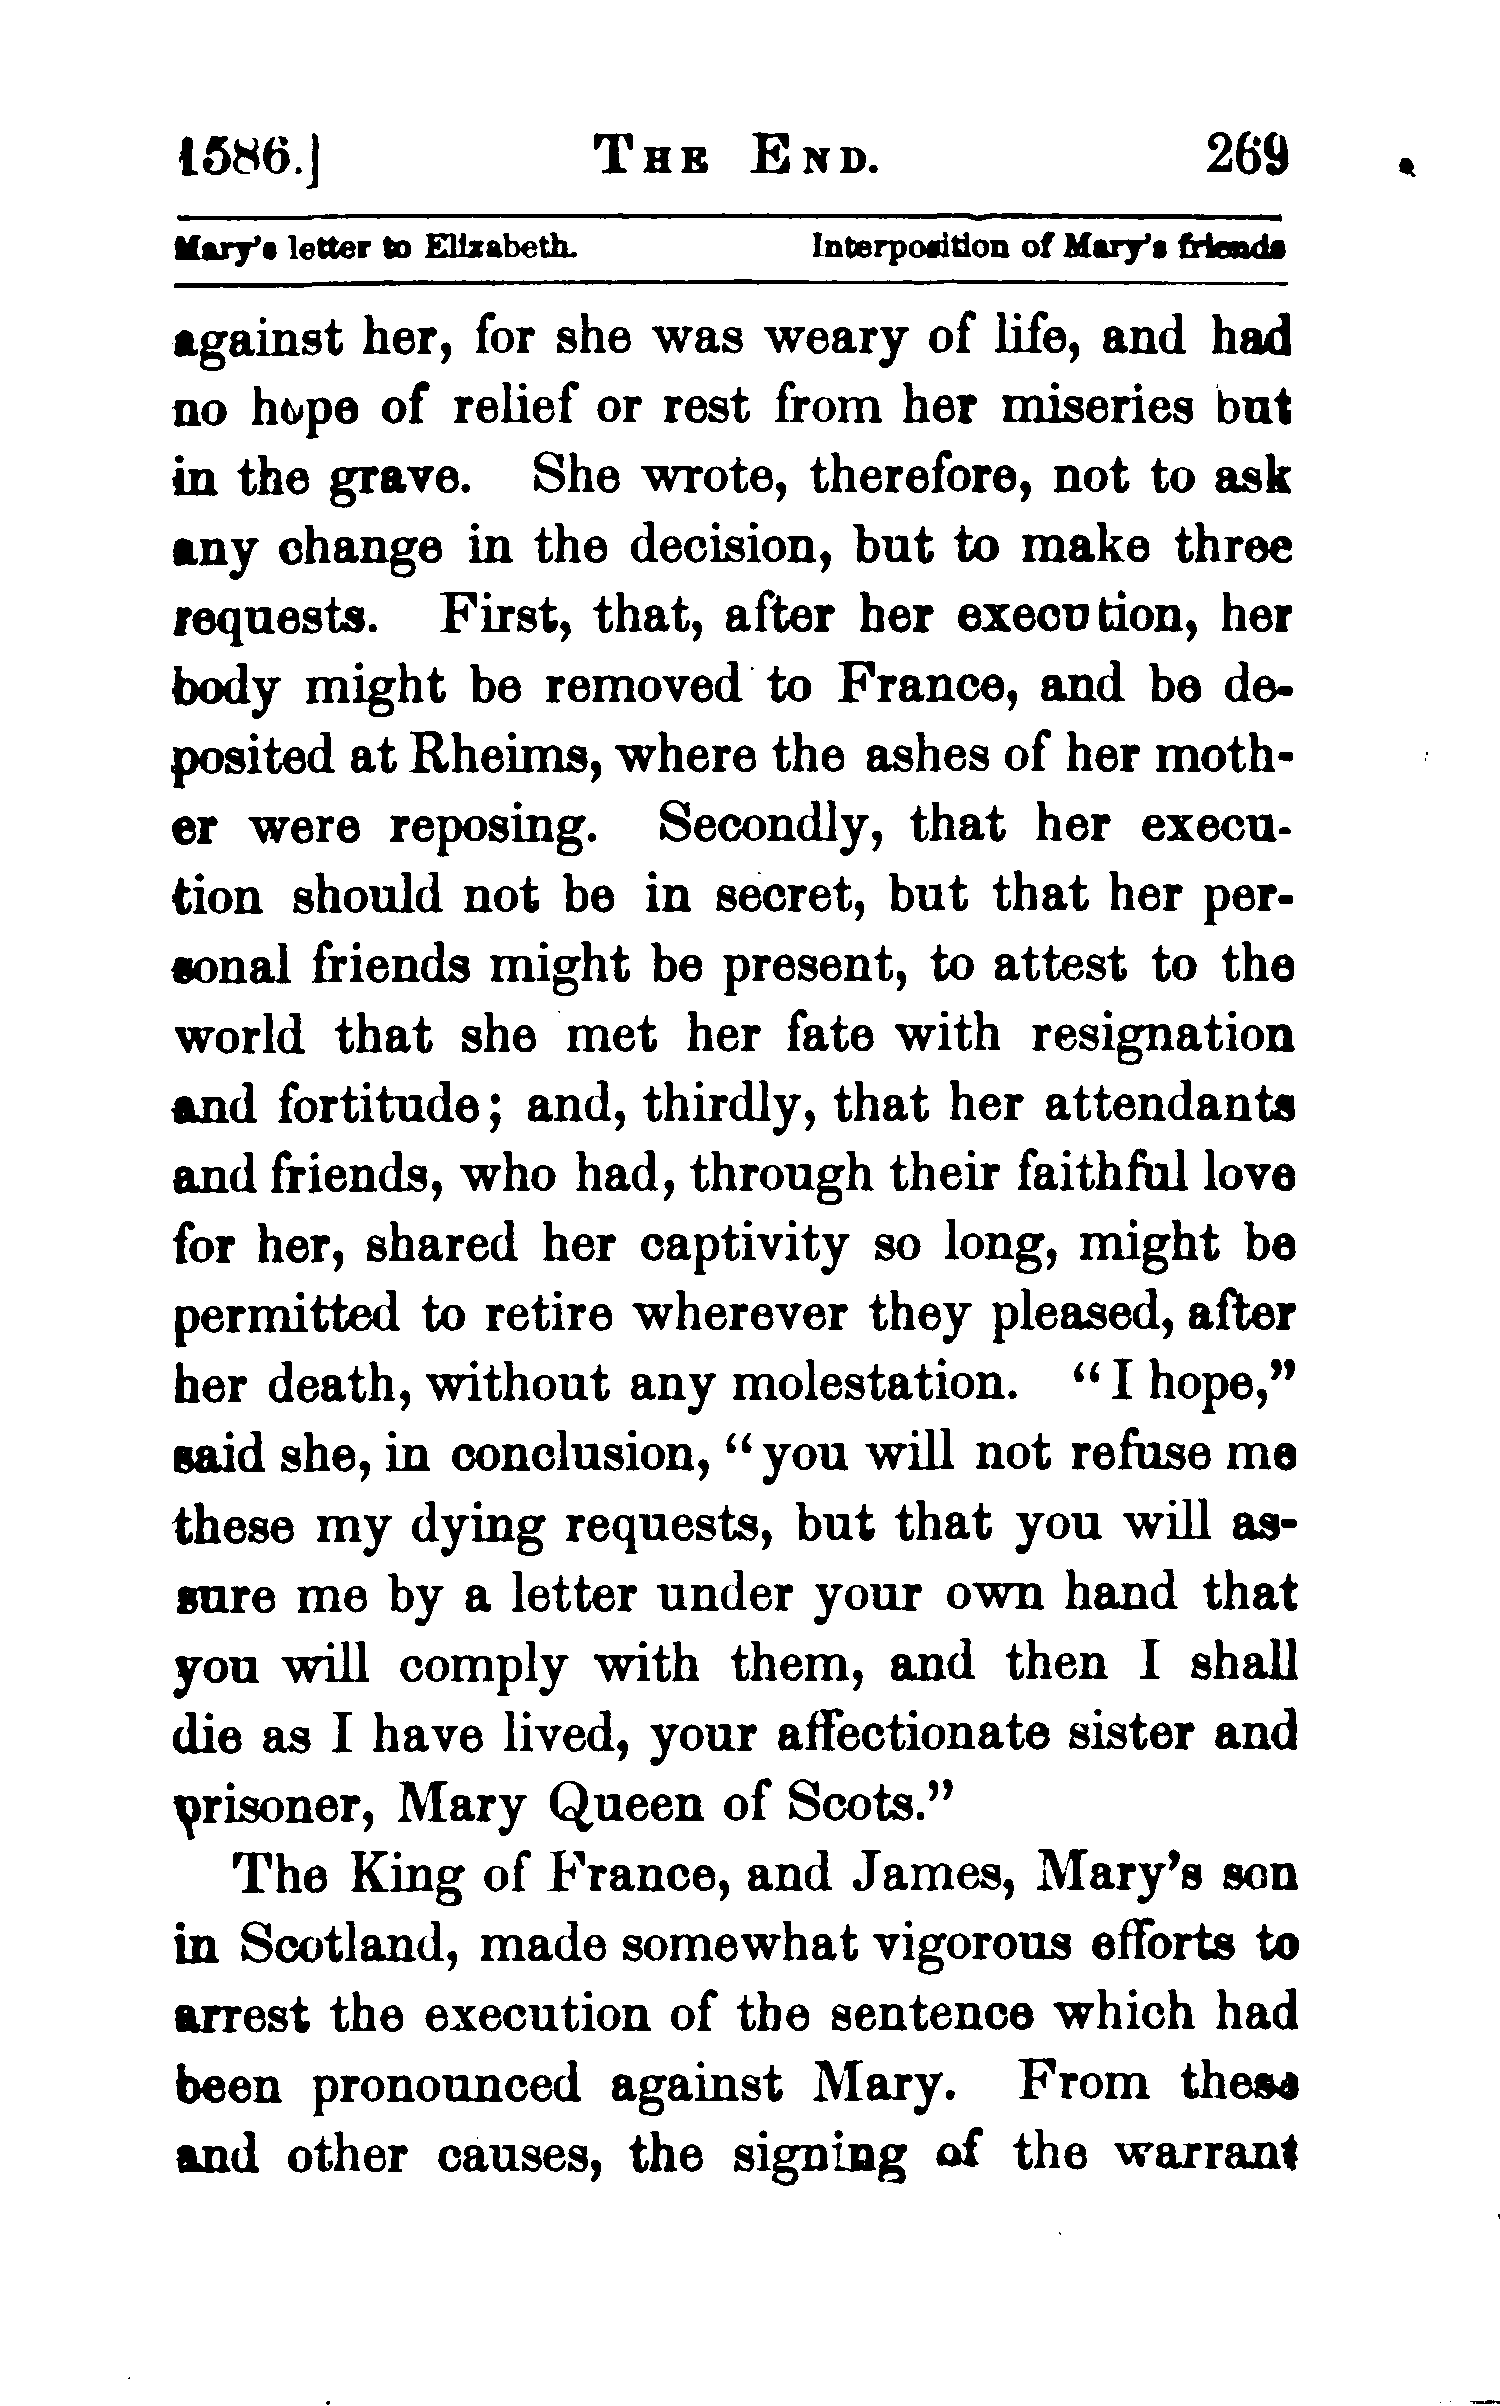 1586.] THE END. 269
Mary's letter to Elizabeth. Interposition of Mary's friends
against her, for she was weary of life, and had
no hope of relief or rest from her miseries but
in the grave. She wrote, therefore, not to ask
any change in the decision, but to make three
requests. First, that, after her execution, her
body might be removed to France, and be de-
posited at Rheims, where the ashes of her moth-
er were reposing. Secondly, that her execu-
tion should not be in secret, but that her per-
sonal friends might be present, to attest to the
world that she met her fate with resignation
and fortitude; and, thirdly, that her attendants
and friends, who had, through their faithful love
for her, shared her captivity so long, might be
permitted to retire wherever they pleased, after
her death, without any molestation. "I hope,"
said she, in conclusion, "you will not refuse me
these my dying requests, but that you will as-
sure me by a letter under your own hand that
you will comply with them, and then I shall
die as I have lived, your affectionate sister and
prisoner, Mary Queen of Scots."
The King of France, and James, Mary's son
in Scotland, made somewhat vigorous efforts to
arrest the execution of the sentence which had
been pronounced against Mary. From these
and other causes, the signing of the warrant